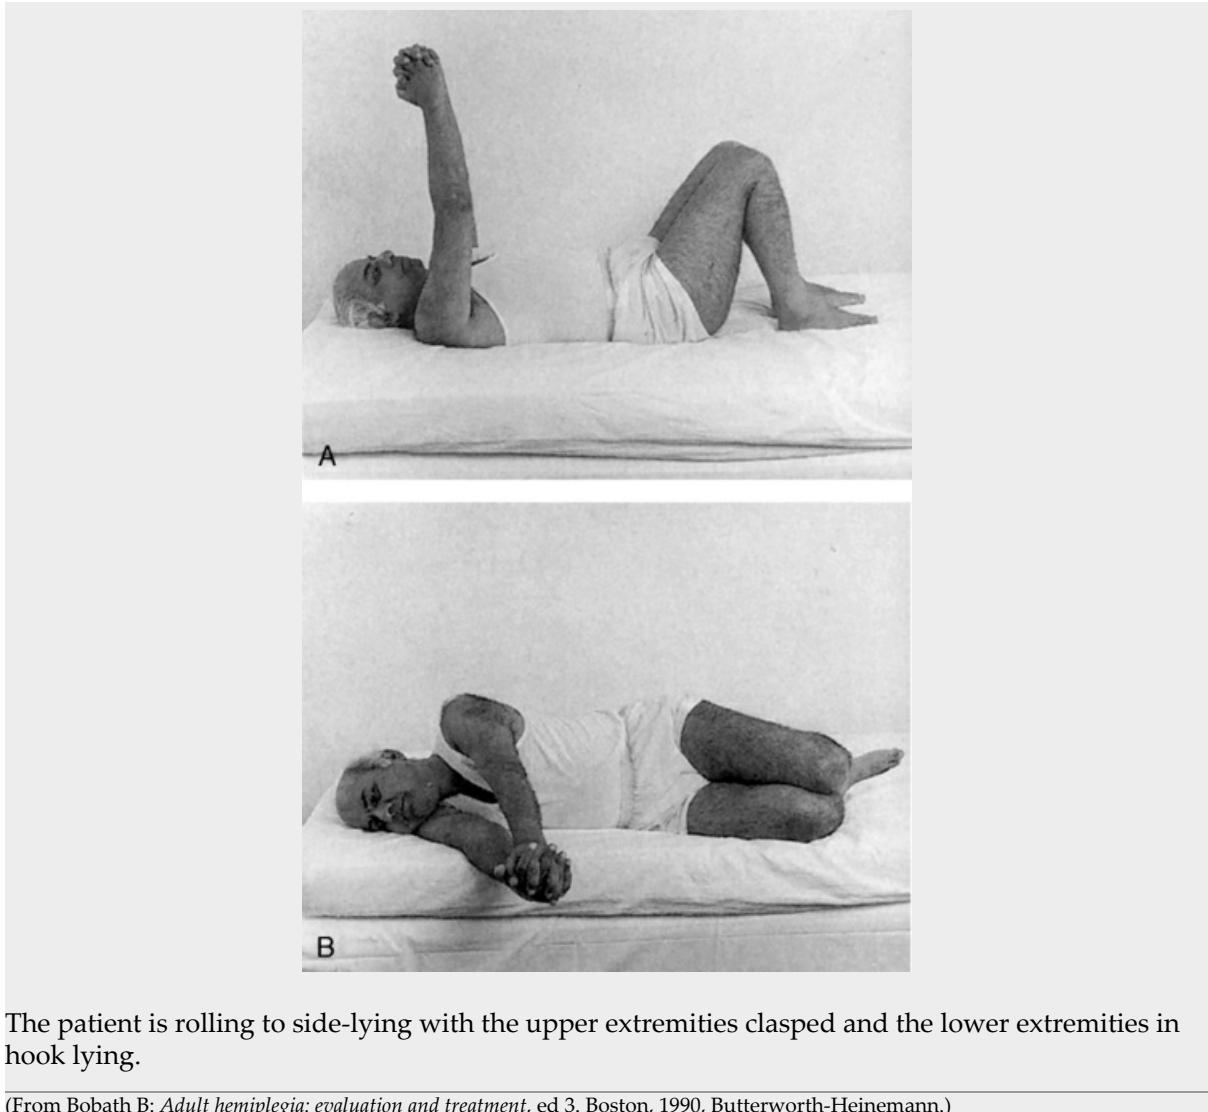 A
B
The patient is rolling to side-lying with the upper extremities clasped and the lower extremities in
hook lying.
(From Bobath B: Adult hemiplegia: evaluation and treatment, ed 3. Boston, 1990, Butterworth-Heinemann.)